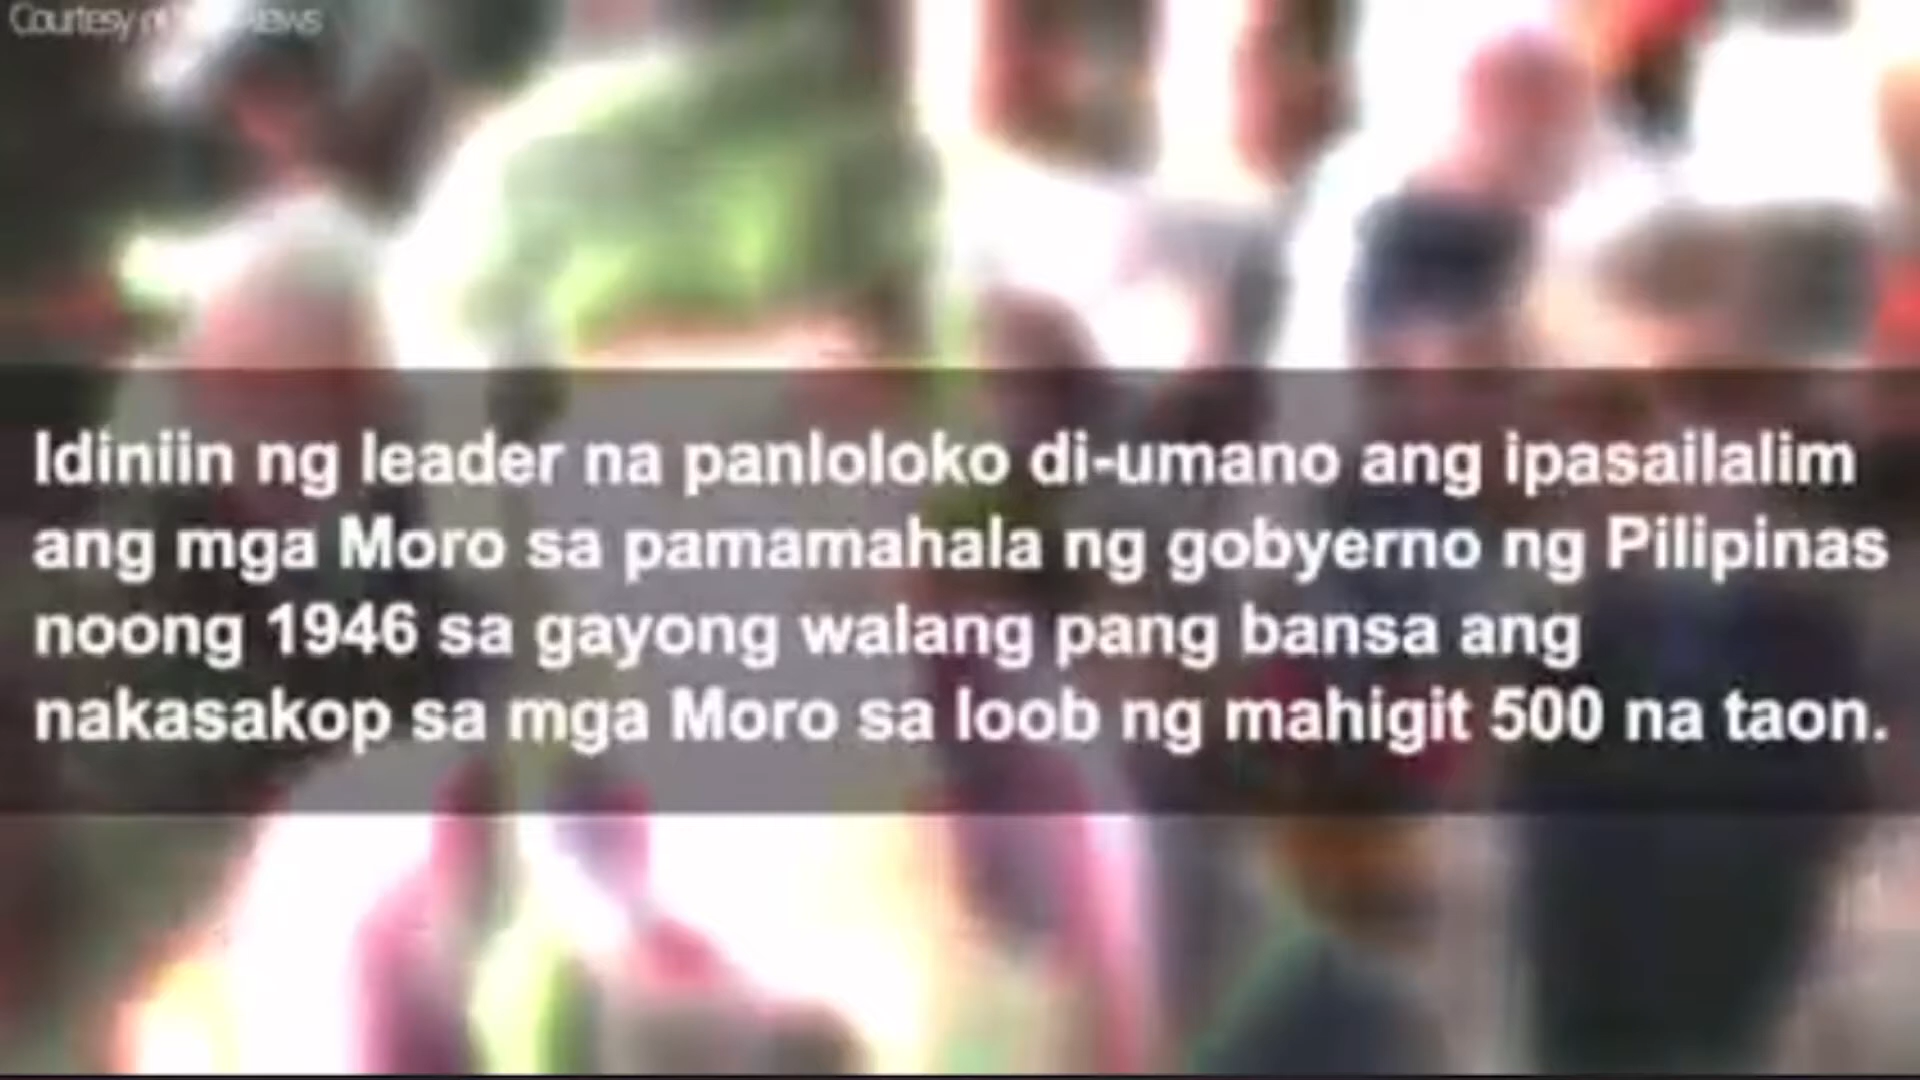 Courtesy
Idiniin ng leader na panloloko di-umano ang ipasailalim
ang mga Moro sa pamamahala ng gobyerno ng Pilipinas
noong 1946 sa gayong walang pang bansa ang
nakasakop sa mga Moro sa loob ng mahigit 500 na taon.